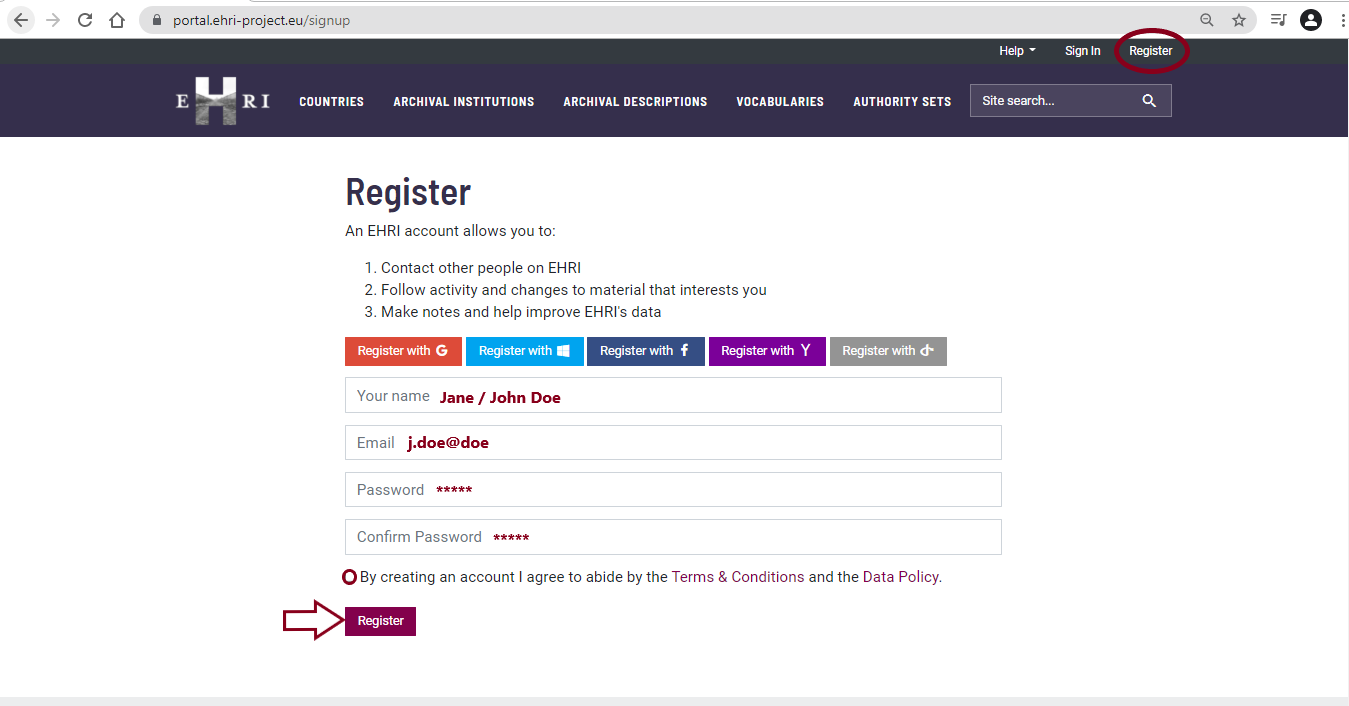 portal.ehri-project.eu/signup
Help Sign In Register
EHRI COUNTRIES ARCHIVAL INSTITUTIONS ARCHIVAL DESCRIPTIONS VOCABULARIES AUTHORITY SETS Site search...
Register
An EHRI account allows you to:
1. Contact other people on EHRI
2. Follow activity and changes to material that interests you
3. Make notes and help improve EHRI's data
Register with G Register with Register with f Register with Y Register with
Your name Jane / John Doe
Email j.doe@doe
Password *****
Confirm Password *****
By creating an account I agree to abide by the Terms & Conditions and the Data Policy.
Register